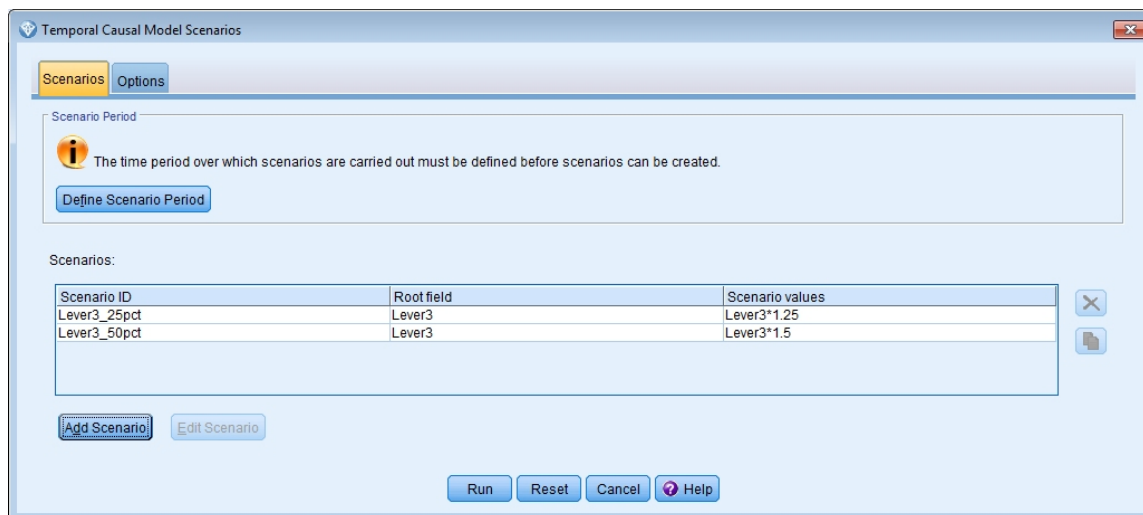 Temporal Causal Model Scenarios
Scenarios Options
Scenario Period
The time period over which scenarios are carried out must be defined before scenarios can be created.
Define Scenario Period
Scenarios:
Scenario ID Root field Scenario values
Lever3_25pct Lever3 Lever3*1.25
Lever3_50pct Lever3 Lever3*1.5
Add Scenario Edit Scenario
Run Reset Cancel Help